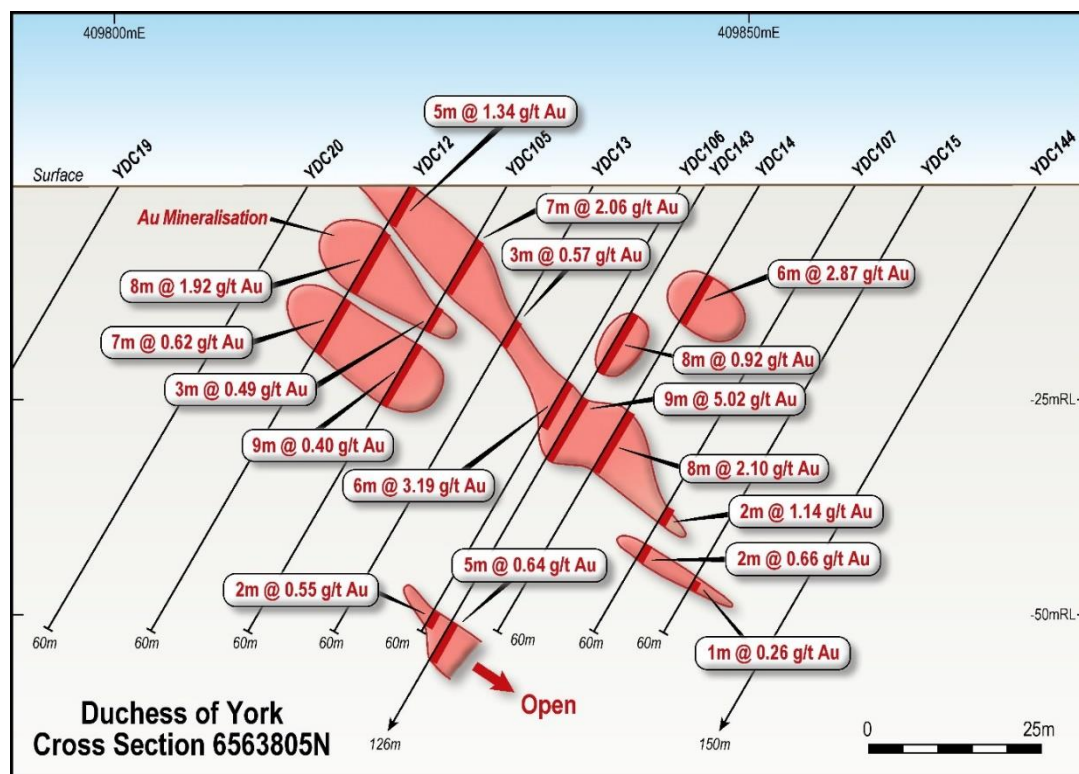 409800mE
409850mE
5m @ 1.34 g/t Au
YDC19
YDC20
YDC12
YDC105
YDC13
YDC106
YDC143
YDC14
YDC107
YDC15
YDC144
Surface
Au Mineralisation
7m @ 2.06 g/t Au
3m @ 0.57 g/t Au
6m @ 2.87 g/t Au
8m @ 1.92 g/t Au
7m @ 0.62 g/t Au
8m @ 0.92 g/t Au
3m @ 0.49 g/t Au
9m @ 5.02 g/t Au
-25mRL
9m @ 0.40 g/t Au
8m @ 2.10 g/t Au
6m @ 3.19 g/t Au
2m @ 1.14 g/t Au
2m @ 0.66 g/t Au
5m @ 0.64 g/t Au
2m @ 0.55 g/t Au
-50mRL
60m
60m
60m
60m
60m
60m
60m
1m @ 0.26 g/t Au
Open
Duchess of York
Cross Section 6563805N
126m
150m
0
25m